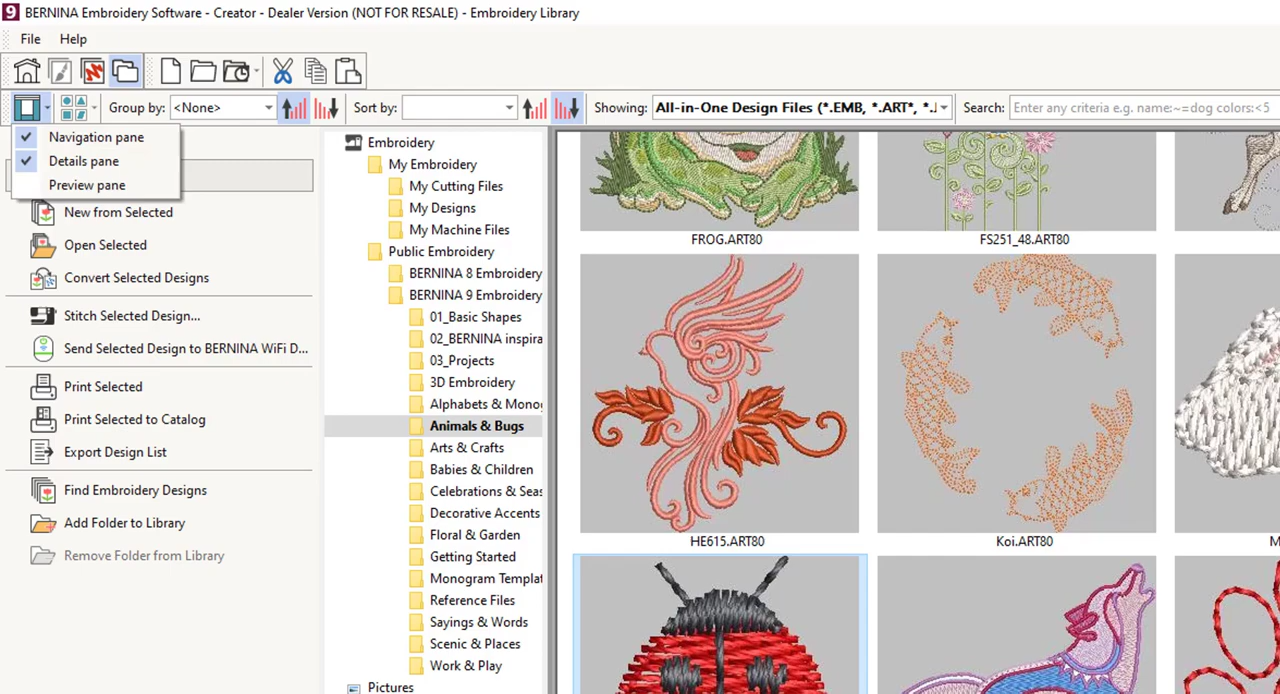 9 BERNINA Embroidery Software - Creator - Dealer Version (NOT FOR RESALE) - Embroidery Library
File Help
Group by: <None> Sort by: Showing: All-in-One Design Files (*.EMB, *.ART*, *. Search: Enter any criteria e.g. name:~=dog colors:<5
Navigation pane
Details pane
Preview pane
New from Selected
Open Selected
Convert Selected Designs
Stitch Selected Design...
Send Selected Design to BERNINA WiFi D...
Print Selected
Print Selected to Catalog
Export Design List
Find Embroidery Designs
Add Folder to Library
Remove Folder from Library
Embroidery
My Embroidery
My Cutting Files
My Designs
My Machine Files
Public Embroidery
BERNINA 8 Embroidery
BERNINA 9 Embroidery
01_Basic Shapes
02_BERNINA inspira
03_Projects
3D Embroidery
Alphabets & Mono
Animals & Bugs
Arts & Crafts
Babies & Children
Celebrations & Seas
Decorative Accents
Floral & Garden
Getting Started
Monogram Templat
Reference Files
Sayings & Words
Scenic & Places
Work & Play
Pictures
FROG.ART80
FS251_48.ART80
HE615.ART80
Koi.ART80
M